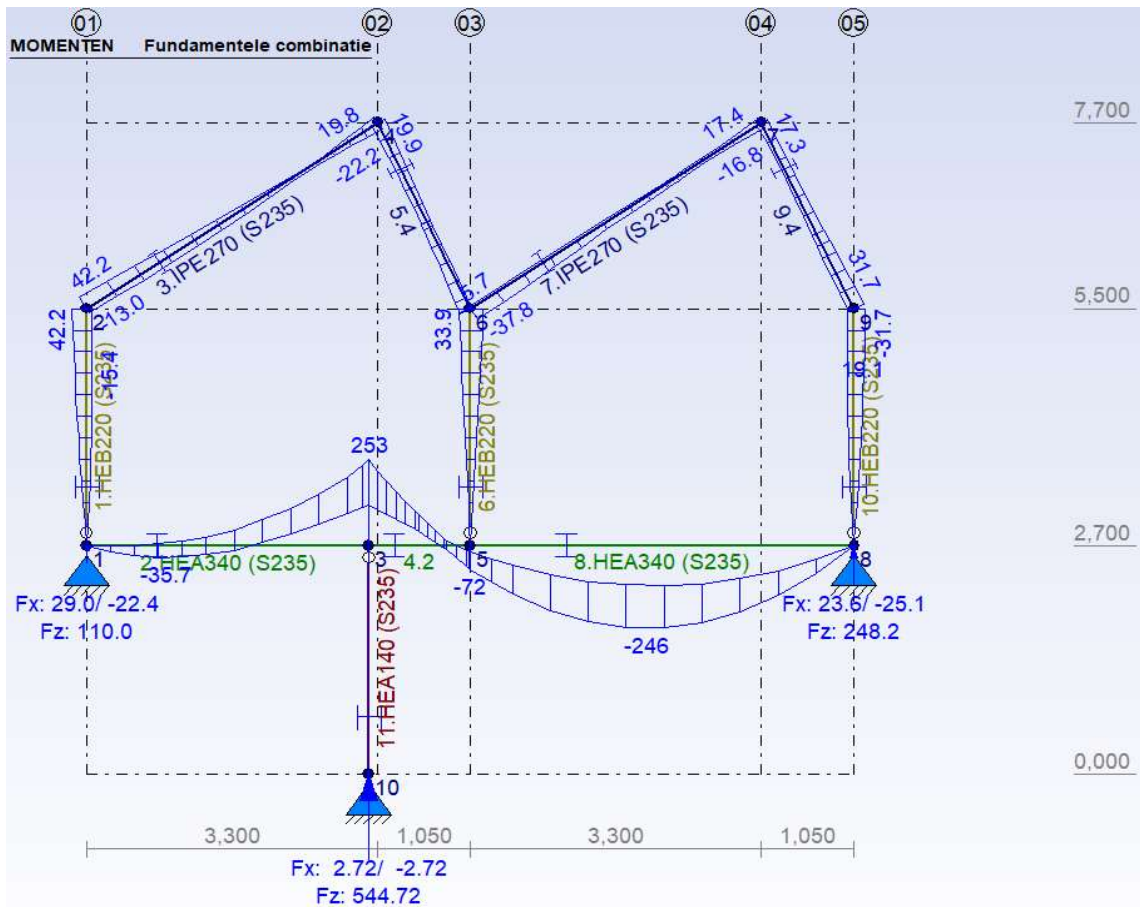 01 02 03 04 05
MOMENTEN Fundamentele combinatie
7,700
19.8 19.9
17.4 17.3
-22.2
-16.8
5.4
9.4
3.IPE270 (S235)
7.IPE270 (S235)
42.2
-13.0
5.7
-37.8
31.7
5,500
2
6
9
42.2
-15.4
33.9
-31.7
1.HEB220 (S235)
6.HEB220 (S235)
10.HEB220 (S235)
253
2,700
1
3
5
8
2.HEA340 (S235)
4.2
8.HEA340 (S235)
-35.7
-72
-246
Fx: 29.0/ -22.4
Fz: 110.0
Fx: 23.6/ -25.1
Fz: 248.2
11.HEA140 (S235)
0,000
10
3,300 1,050 3,300 1,050
Fx: 2.72/ -2.72
Fz: 544.72